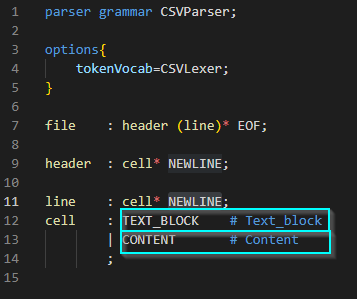 1 parser grammar CSVParser;
2
3 options{
4 tokenVocab=CSVLexer;
5 }
6
7 file : header (line)* EOF;
8
9 header : cell* NEWLINE;
10
11 line : cell* NEWLINE;
12 cell : TEXT_BLOCK # Text_block
13 | CONTENT # Content
14 ;
15